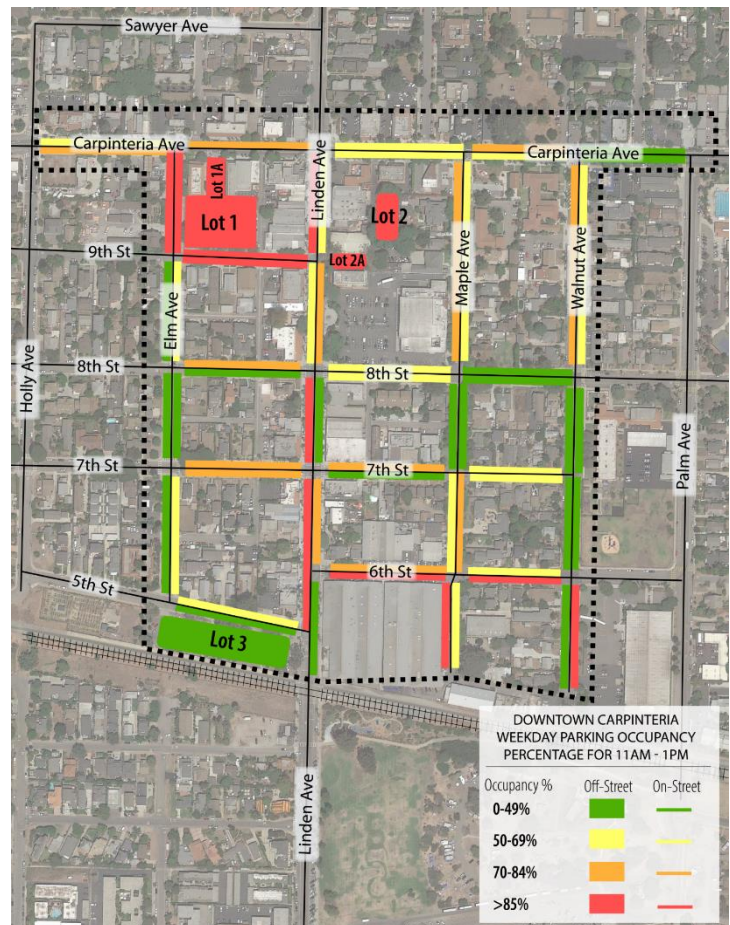 Sawyer Ave
Carpinteria Ave
Carpinteria Ave
Lot 1A
Linden Ave
Lot 1
Lot 2
9th St
Lot 2A
Maple Ave
Walnut Ave
Elm Ave
Holly Ave
8th St
8th St
7th St
7th St
Palm Ave
6th St
5th St
Lot 3
Linden Ave
DOWNTOWN CARPINTERIA
WEEKDAY PARKING OCCUPANCY
PERCENTAGE FOR 11AM - 1PM
Occupancy % Off-Street On-Street
0-49%
50-69%
70-84%
>85%